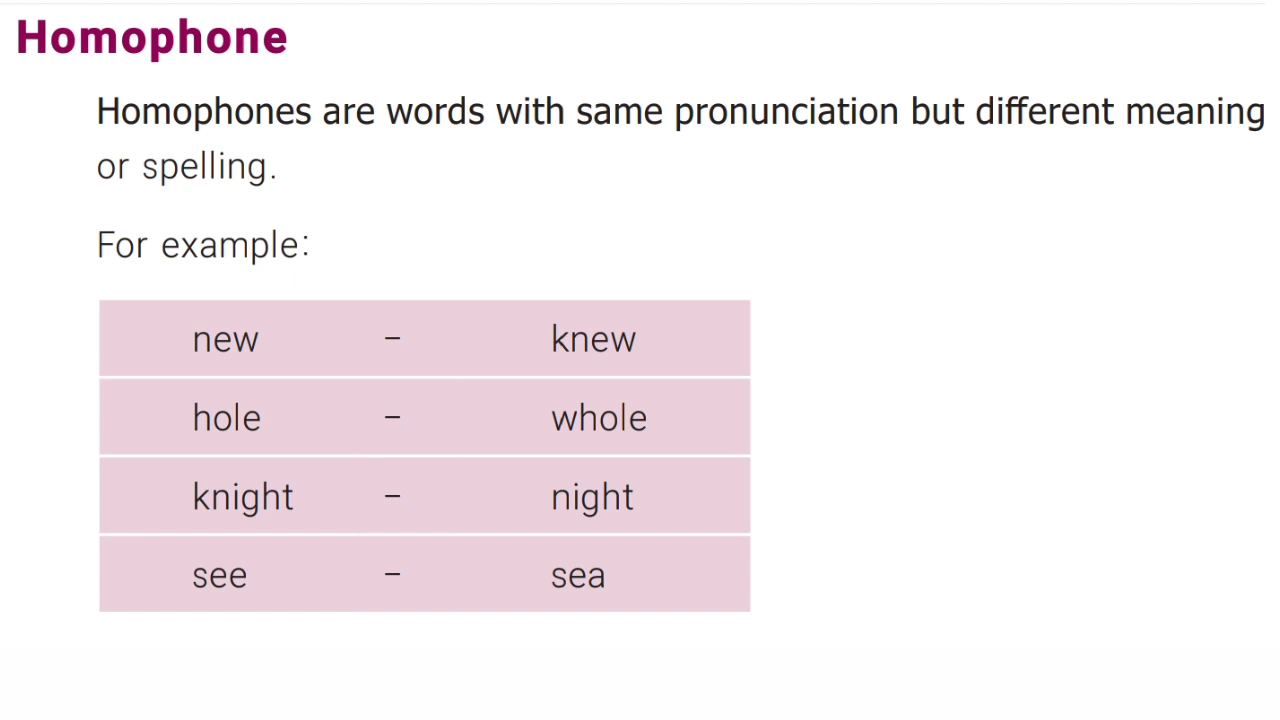 Homophone
Homophones are words with same pronunciation but different meaning
or spelling.
For example:
new – knew
hole – whole
knight – night
see – sea